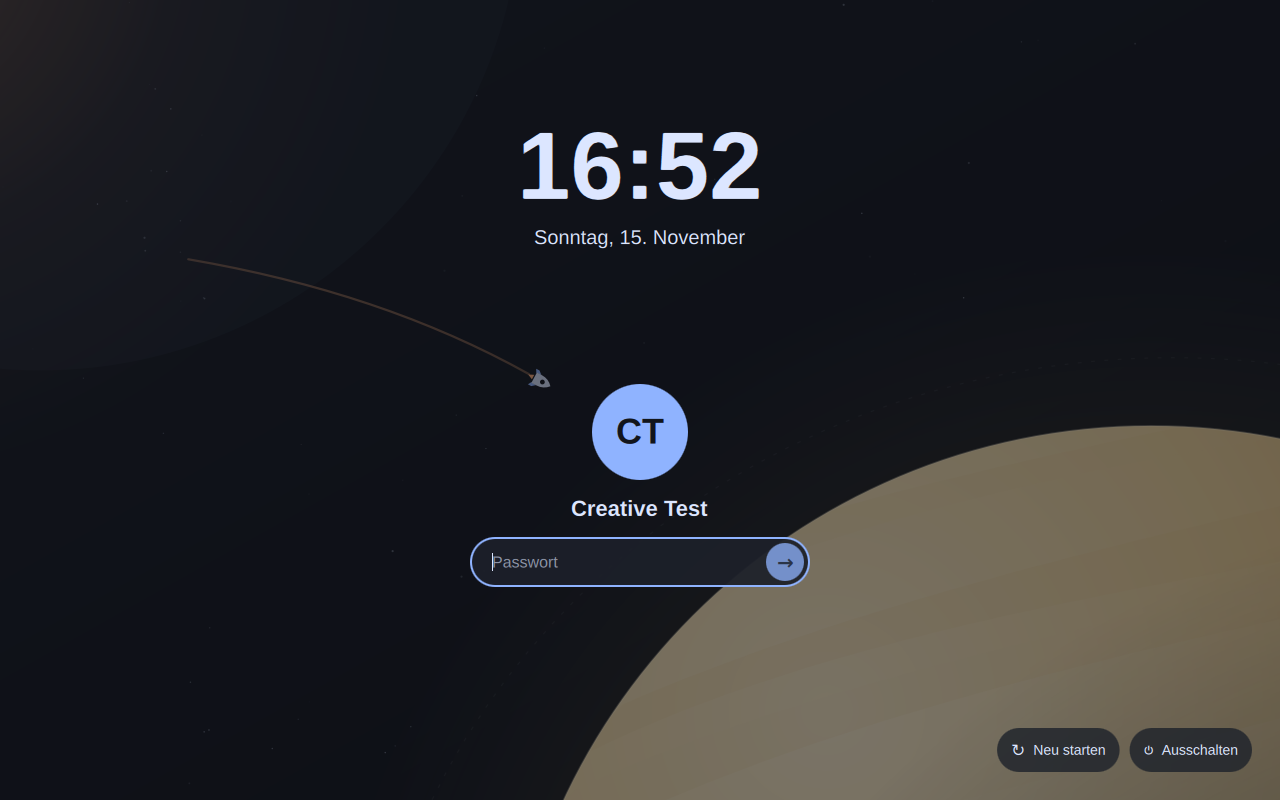 16:52
Sonntag, 15. November
CT
Creative Test
Passwort
Neu starten
Ausschalten